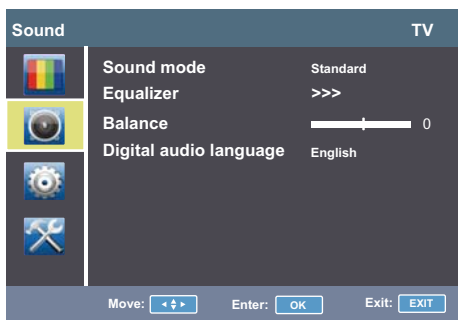 Sound TV
Sound mode Standard
Equalizer >>>
Balance 0
Digital audio language English
Move: Enter: OK Exit: EXIT